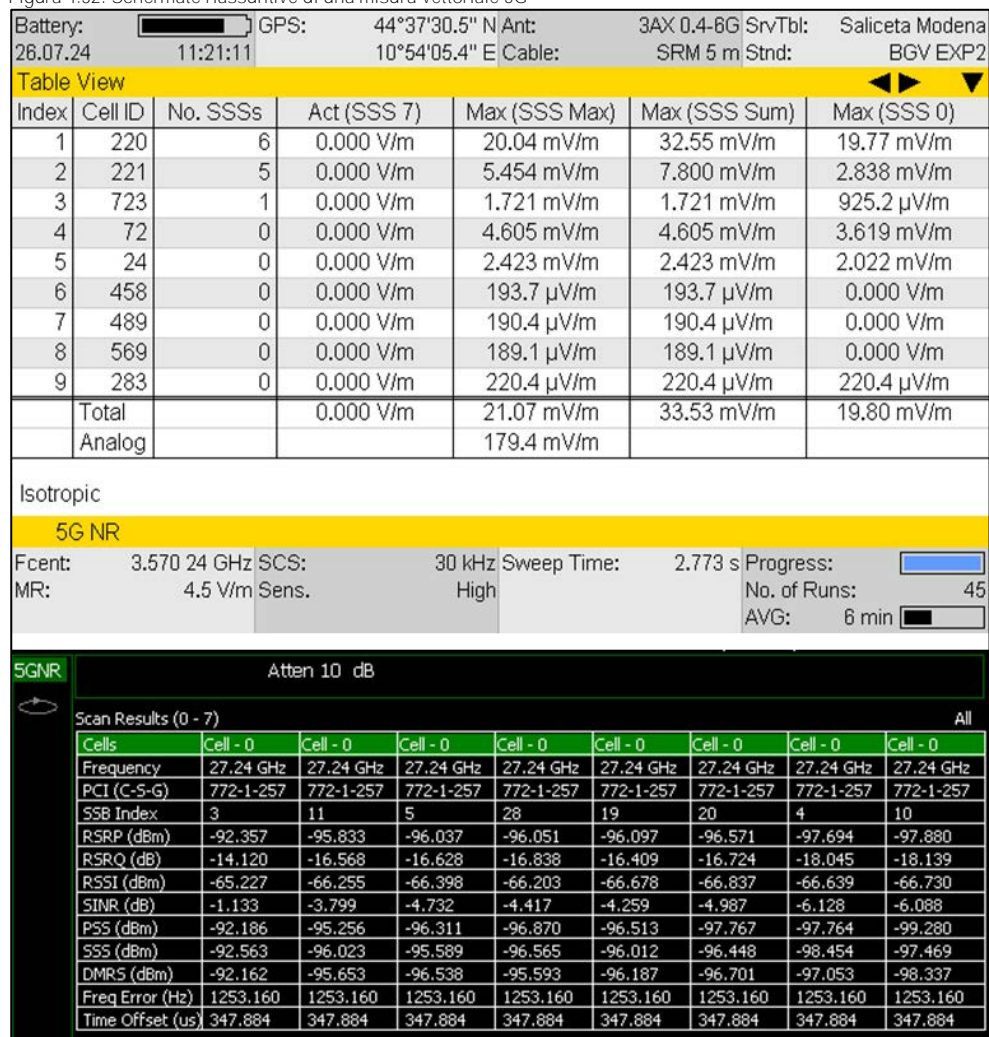 Battery: GPS: 44°37'30.5" N Ant: 3AX 0.4-6G SrvTbl: Saliceta Modena
26.07.24 11:21:11 10°54'05.4" E Cable: SRM 5 m Stnd: BGV EXP2
Table View
Index Cell ID No. SSSs Act (SSS 7) Max (SSS Max) Max (SSS Sum) Max (SSS 0)
1 220 6 0.000 V/m 20.04 mV/m 32.55 mV/m 19.77 mV/m
2 221 5 0.000 V/m 5.454 mV/m 7.800 mV/m 2.838 mV/m
3 723 1 0.000 V/m 1.721 mV/m 1.721 mV/m 925.2 µV/m
4 72 0 0.000 V/m 4.605 mV/m 4.605 mV/m 3.619 mV/m
5 24 0 0.000 V/m 2.423 mV/m 2.423 mV/m 2.022 mV/m
6 458 0 0.000 V/m 193.7 µV/m 193.7 µV/m 0.000 V/m
7 489 0 0.000 V/m 190.4 µV/m 190.4 µV/m 0.000 V/m
8 569 0 0.000 V/m 189.1 µV/m 189.1 µV/m 0.000 V/m
9 283 0 0.000 V/m 220.4 µV/m 220.4 µV/m 220.4 µV/m
Total 0.000 V/m 21.07 mV/m 33.53 mV/m 19.80 mV/m
Analog 179.4 mV/m
Isotropic
5G NR
Fcent: 3.570 24 GHz SCS: 30 kHz Sweep Time: 2.773 s Progress:
MR: 4.5 V/m Sens. High No. of Runs: 45
AVG: 6 min
5GNR Atten 10 dB
Scan Results (0 - 7) All
Cells Cell - 0 Cell - 0 Cell - 0 Cell - 0 Cell - 0 Cell - 0 Cell - 0 Cell - 0
Frequency 27.24 GHz 27.24 GHz 27.24 GHz 27.24 GHz 27.24 GHz 27.24 GHz 27.24 GHz 27.24 GHz
PCI (C-S-G) 772-1-257 772-1-257 772-1-257 772-1-257 772-1-257 772-1-257 772-1-257 772-1-257
SSB Index 3 11 5 28 19 20 4 10
RSRP (dBm) -92.357 -95.833 -96.037 -96.051 -96.097 -96.571 -97.694 -97.880
RSRQ (dB) -14.120 -16.568 -16.628 -16.838 -16.409 -16.724 -18.045 -18.139
RSSI (dBm) -65.227 -66.255 -66.398 -66.203 -66.678 -66.837 -66.639 -66.730
SINR (dB) -1.133 -3.799 -4.732 -4.417 -4.259 -4.987 -6.128 -6.088
PSS (dBm) -92.186 -95.256 -96.311 -96.870 -96.513 -97.767 -97.764 -99.280
SSS (dBm) -92.563 -96.023 -95.589 -96.565 -96.012 -96.448 -98.454 -97.469
DMRS (dBm) -92.162 -95.653 -96.538 -95.593 -96.187 -96.701 -97.053 -98.337
Freq Error (Hz) 1253.160 1253.160 1253.160 1253.160 1253.160 1253.160 1253.160 1253.160
Time Offset (us) 347.884 347.884 347.884 347.884 347.884 347.884 347.884 347.884